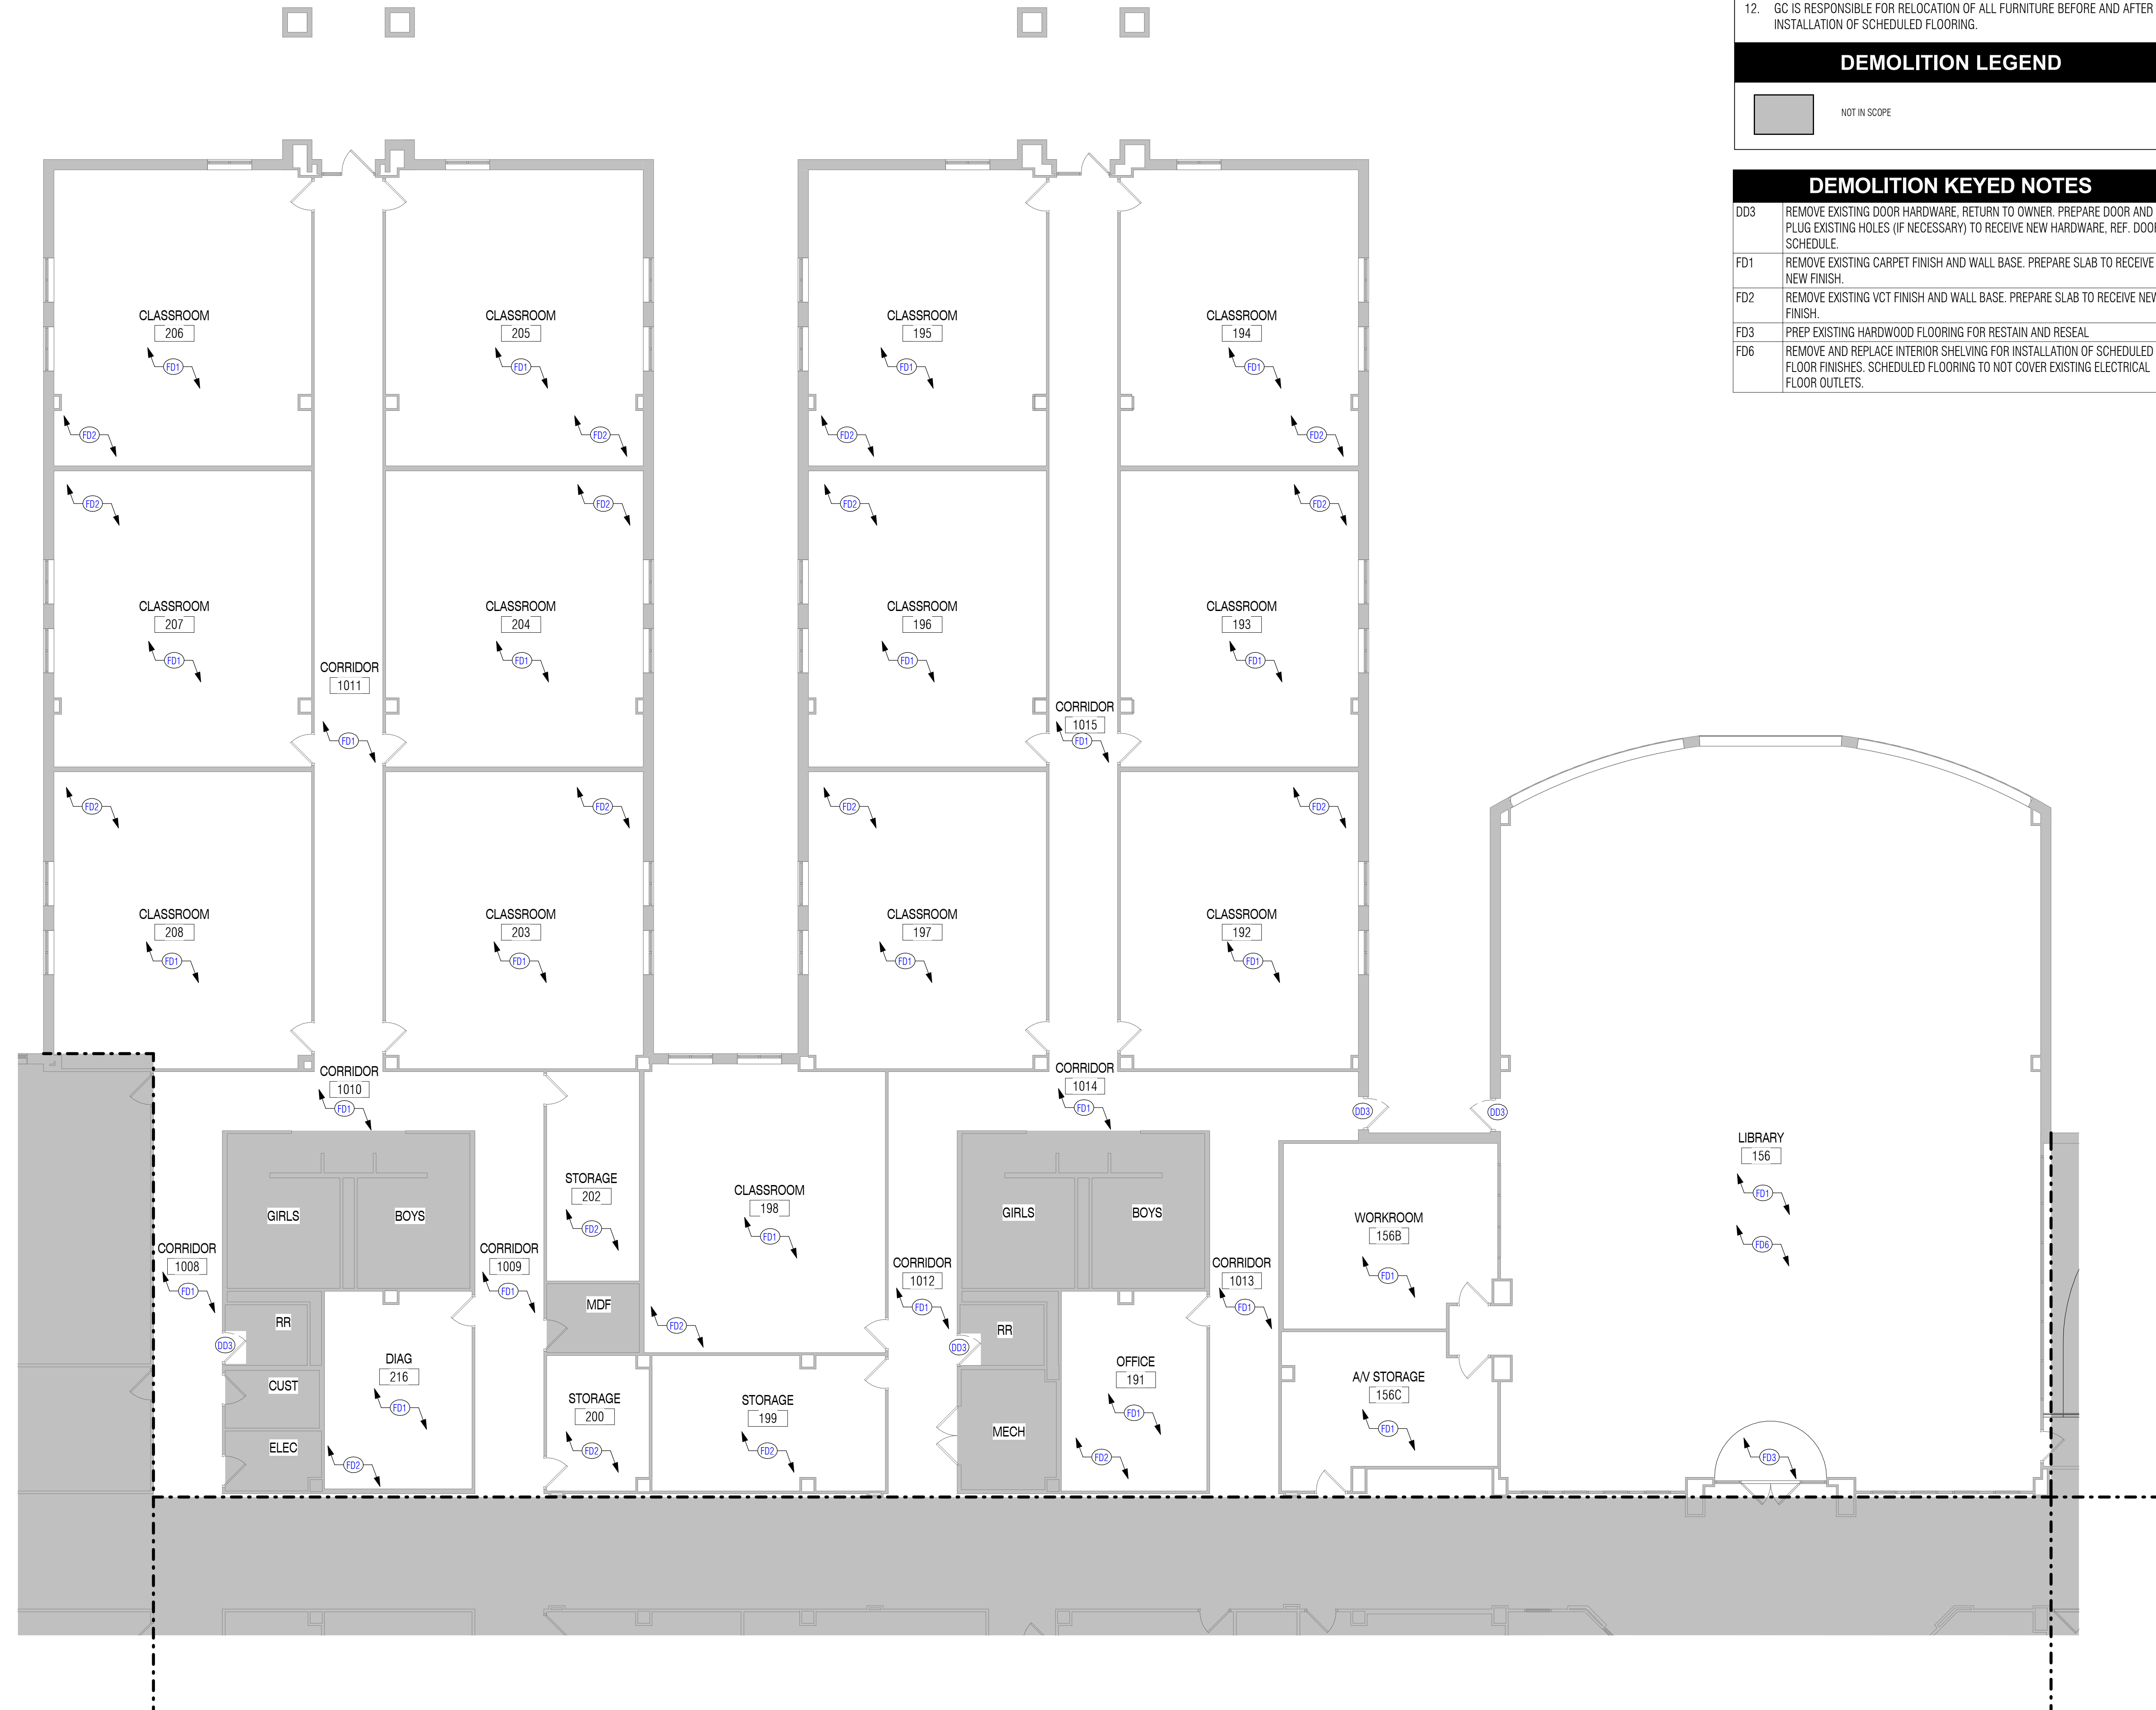 12. GC IS RESPONSIBLE FOR RELOCATION OF ALL FURNITURE BEFORE AND AFTER
INSTALLATION OF SCHEDULED FLOORING.
DEMOLITION LEGEND
NOT IN SCOPE
DEMOLITION KEYED NOTES
DD3 REMOVE EXISTING DOOR HARDWARE, RETURN TO OWNER. PREPARE DOOR AND
PLUG EXISTING HOLES (IF NECESSARY) TO RECEIVE NEW HARDWARE, REF. DOOR
SCHEDULE.
FD1 REMOVE EXISTING CARPET FINISH AND WALL BASE. PREPARE SLAB TO RECEIVE
NEW FINISH.
FD2 REMOVE EXISTING VCT FINISH AND WALL BASE. PREPARE SLAB TO RECEIVE NEW
FINISH.
FD3 PREP EXISTING HARDWOOD FLOORING FOR RESTAIN AND RESEAL
FD6 REMOVE AND REPLACE INTERIOR SHELVING FOR INSTALLATION OF SCHEDULED
FLOOR FINISHES. SCHEDULED FLOORING TO NOT COVER EXISTING ELECTRICAL
FLOOR OUTLETS.
CLASSROOM
206
FD1
FD2
CLASSROOM
205
FD1
FD2
CLASSROOM
195
FD1
FD2
CLASSROOM
194
FD1
FD2
FD2
CLASSROOM
207
FD1
FD2
CLASSROOM
204
FD1
FD2
CLASSROOM
196
FD1
FD2
CLASSROOM
193
FD1
CORRIDOR
1011
FD1
CORRIDOR
1015
FD1
FD2
CLASSROOM
208
FD1
FD2
CLASSROOM
203
FD1
FD2
CLASSROOM
197
FD1
FD2
CLASSROOM
192
FD1
CORRIDOR
1010
FD1
CORRIDOR
1014
FD1
DD3
DD3
LIBRARY
156
FD1
FD6
FD3
GIRLS
BOYS
STORAGE
202
FD2
CLASSROOM
198
FD1
FD2
GIRLS
BOYS
WORKROOM
156B
FD1
CORRIDOR
1008
FD1
CORRIDOR
1009
FD1
CORRIDOR
1012
FD1
CORRIDOR
1013
FD1
MDF
RR
DD3
RR
DD3
DIAG
216
FD1
FD2
CUST
ELEC
STORAGE
200
FD2
STORAGE
199
FD2
MECH
OFFICE
191
FD1
FD2
A/V STORAGE
156C
FD1